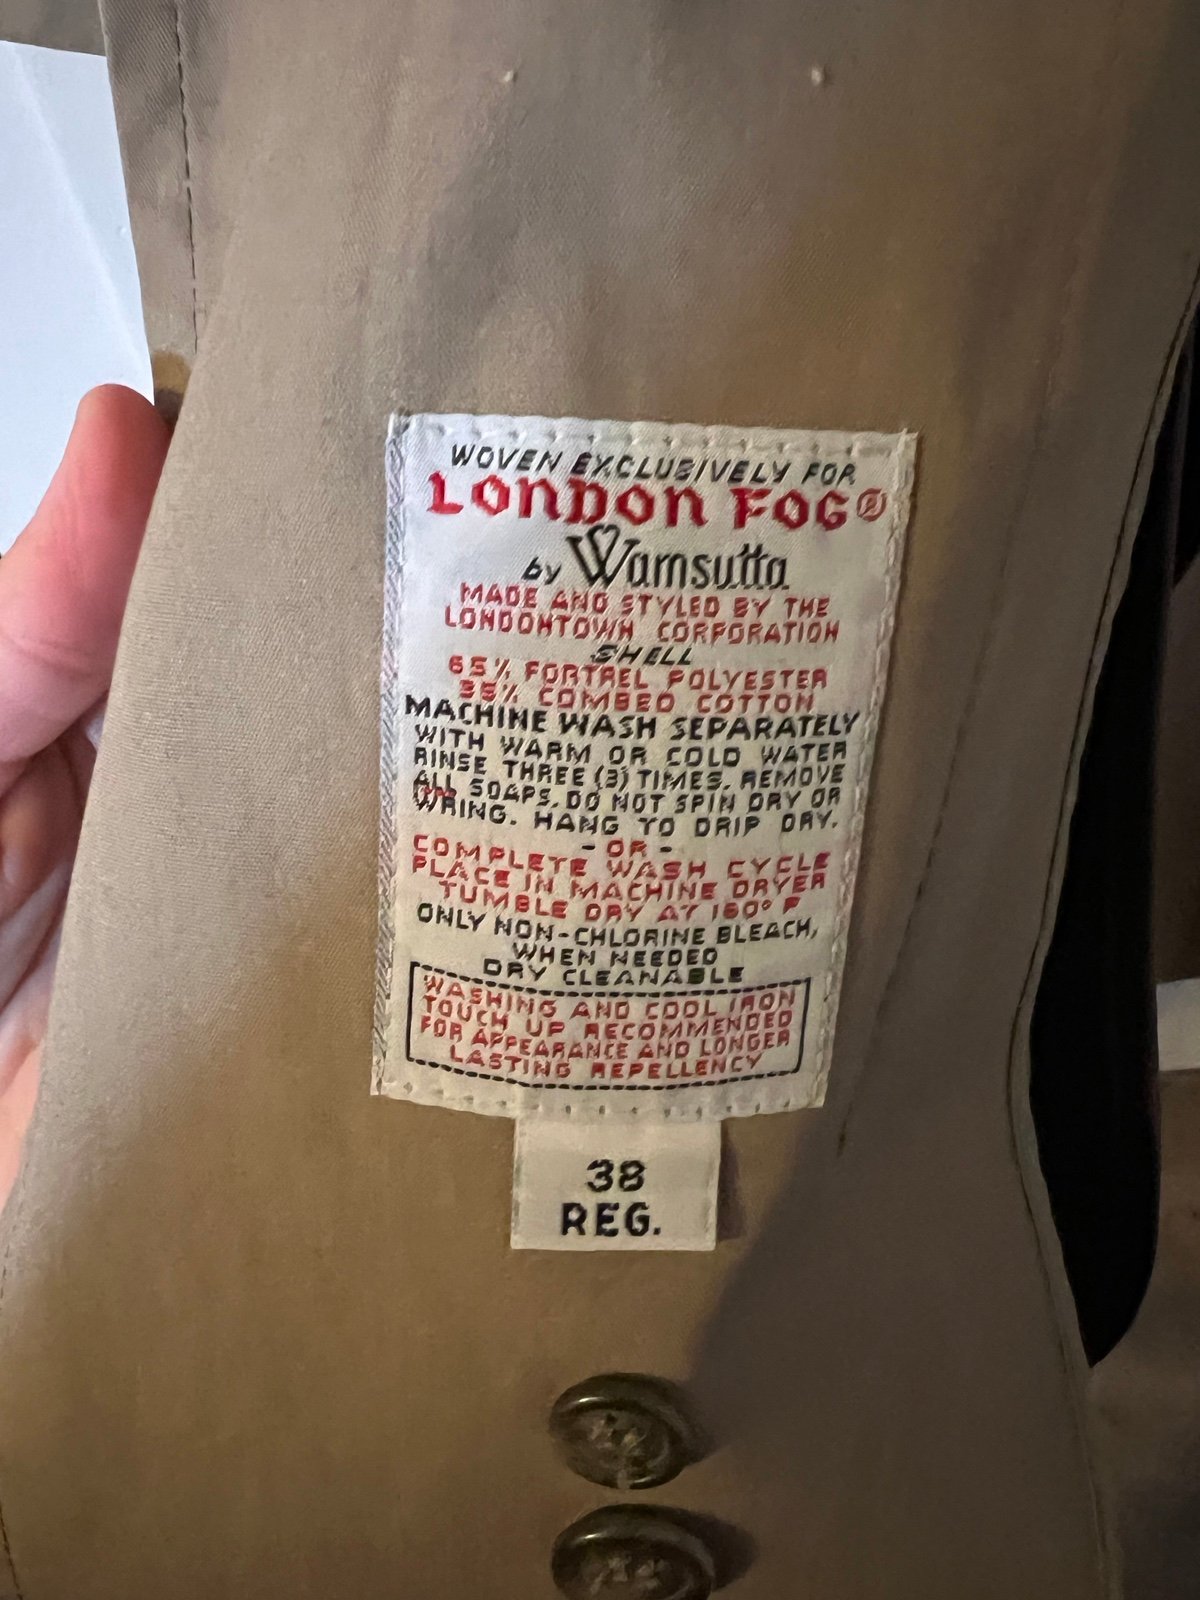 WOVEN EXCLUSIVELY FOR
LONDON FOG®
by Wamsutta
MADE AND STYLED BY THE
LONDONTOWN CORPORATION
SHELL
65% FORTREL POLYESTER
35% COMBED COTTON
MACHINE WASH SEPARATELY
WITH WARM OR COLD WATER
RINSE THREE (3) TIMES. REMOVE
ALL SOAPS. DO NOT SPIN DRY OR
WRING. HANG TO DRIP DRY.
- OR -
COMPLETE WASH CYCLE
PLACE IN MACHINE DRYER
TUMBLE DRY AT 160° F
ONLY NON-CHLORINE BLEACH,
WHEN NEEDED
DRY CLEANABLE
WASHING AND COOL IRON
TOUCH UP RECOMMENDED
FOR APPEARANCE AND LONGER
LASTING REPELLENCY
38
REG.